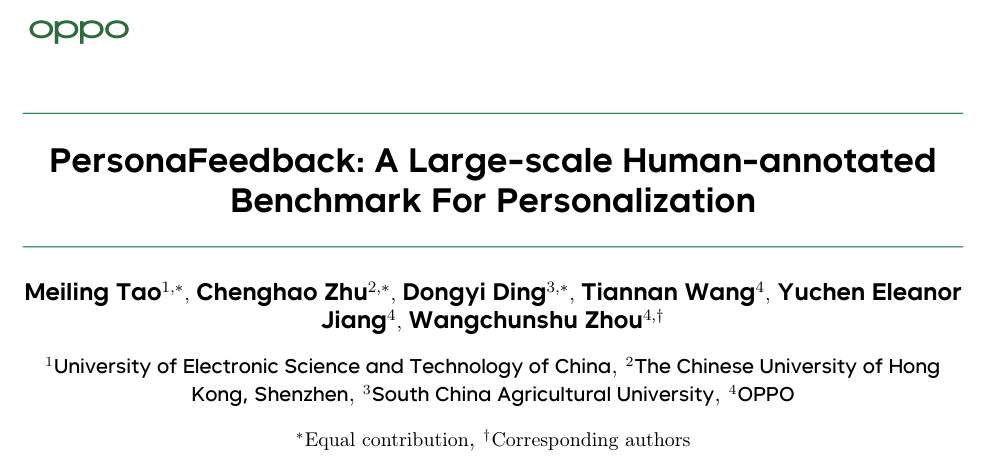 oppo
PersonaFeedback: A Large-scale Human-annotated
Benchmark For Personalization
Meiling Tao¹,*, Chenghao Zhu²,*, Dongyi Ding³,*, Tiannan Wang⁴, Yuchen Eleanor
Jiang⁴, Wangchunshu Zhou⁴,†
¹University of Electronic Science and Technology of China, ²The Chinese University of Hong
Kong, Shenzhen, ³South China Agricultural University, ⁴OPPO
*Equal contribution, †Corresponding authors